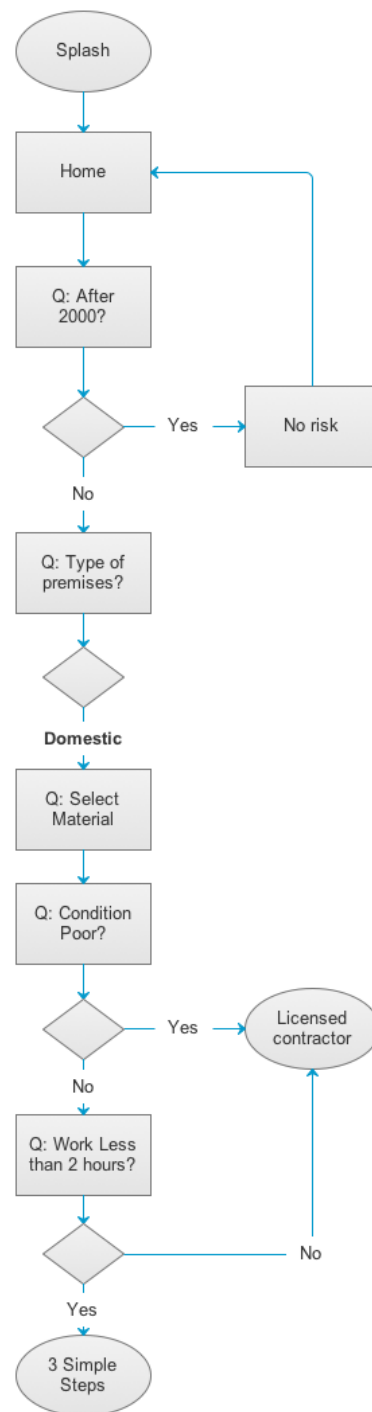 Splash
Home
Q: After
2000?
Yes
No risk
No
Q: Type of
premises?
Domestic
Q: Select
Material
Q: Condition
Poor?
Yes
Licensed
contractor
No
Q: Work Less
than 2 hours?
No
Yes
3 Simple
Steps